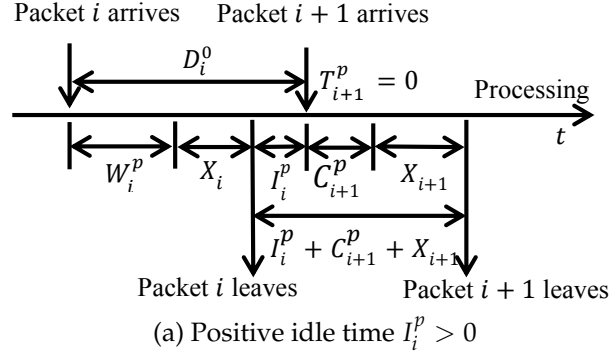 Packet i arrives Packet i + 1 arrives
D_i^0
T_{i+1}^p = 0
Processing
t
W_i^p X_i I_i^p C_{i+1}^p X_{i+1}
I_i^p + C_{i+1}^p + X_{i+1}
Packet i leaves Packet i + 1 leaves
(a) Positive idle time I_i^p > 0